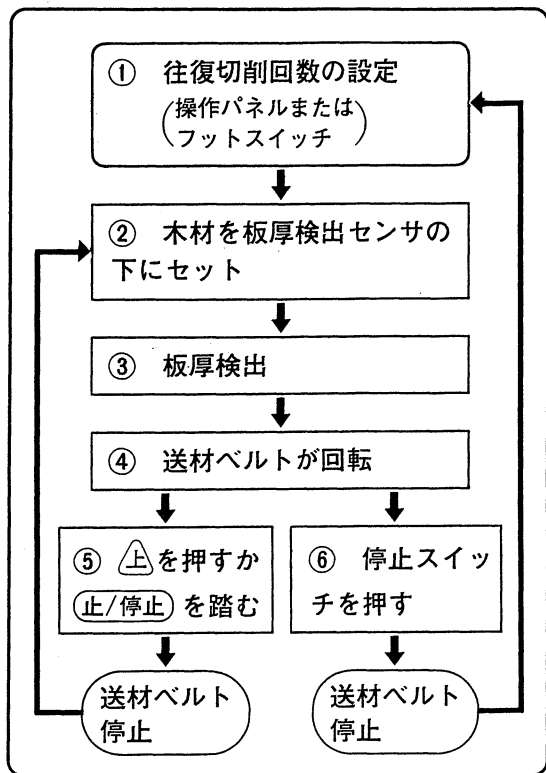 ① 往復切削回数の設定
(操作パネルまたは
フットスイッチ)
② 木材を板厚検出センサの
下にセット
③ 板厚検出
④ 送材ベルトが回転
⑤ 上を押すか
止/停止 を踏む
⑥ 停止スイッ
チを押す
送材ベルト
停止
送材ベルト
停止